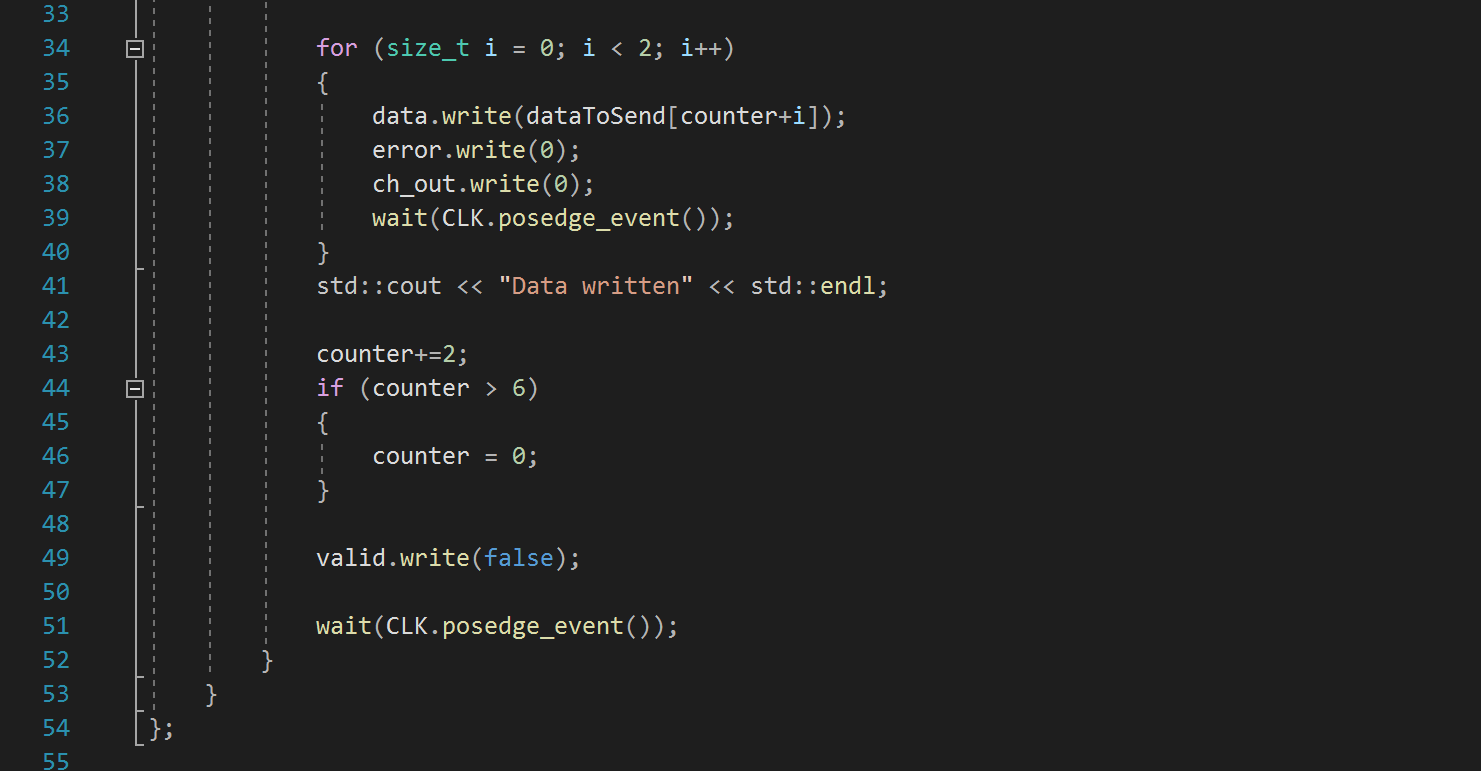 33
34 for (size_t i = 0; i < 2; i++)
35 {
36 data.write(dataToSend[counter+i]);
37 error.write(0);
38 ch_out.write(0);
39 wait(CLK.posedge_event());
40 }
41 std::cout << "Data written" << std::endl;
42
43 counter+=2;
44 if (counter > 6)
45 {
46 counter = 0;
47 }
48
49 valid.write(false);
50
51 wait(CLK.posedge_event());
52 }
53 }
54 };
55